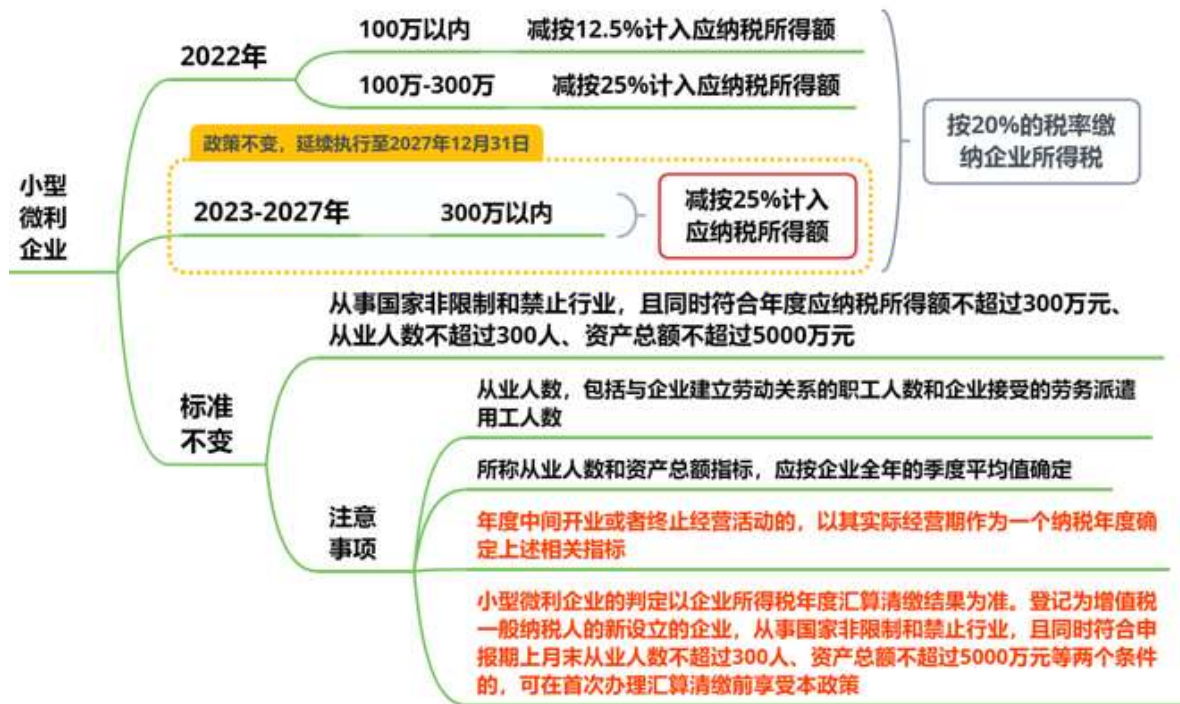 2022年
100万以内
减按12.5%计入应纳税所得额
100万-300万
减按25%计入应纳税所得额
按20%的税率缴
纳企业所得税
政策不变，延续执行至2027年12月31日
小型
微利
企业
2023-2027年
300万以内
减按25%计入
应纳税所得额
标准
不变
从事国家非限制和禁止行业，且同时符合年度应纳税所得额不超过300万元、
从业人数不超过300人、资产总额不超过5000万元
注意
事项
从业人数，包括与企业建立劳动关系的职工人数和企业接受的劳务派遣
用工人数
所称从业人数和资产总额指标，应按企业全年的季度平均值确定
年度中间开业或者终止经营活动的，以其实际经营期作为一个纳税年度确
定上述相关指标
小型微利企业的判定以企业所得税年度汇算清缴结果为准。登记为增值税
一般纳税人的新设立的企业，从事国家非限制和禁止行业，且同时符合申
报期上月末从业人数不超过300人、资产总额不超过5000万元等两个条件
的，可在首次办理汇算清缴前享受本政策